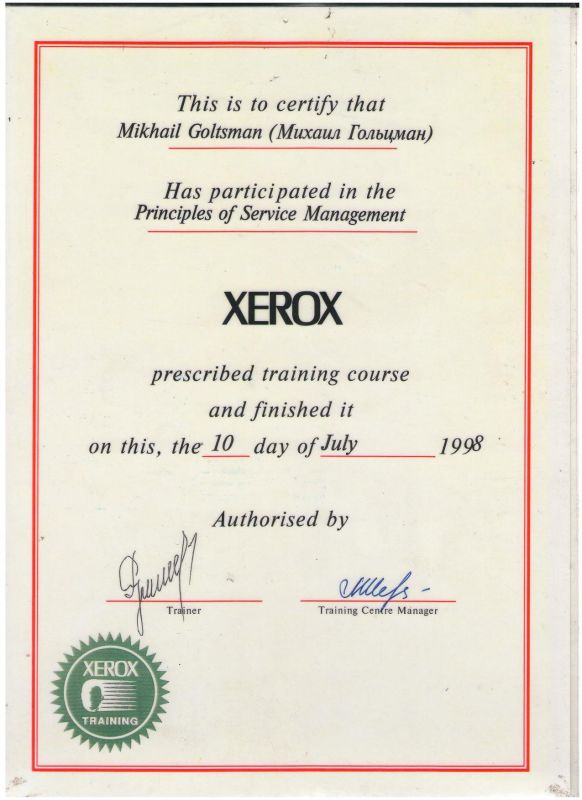 This is to certify that
Mikhail Goltsman (Михаил Гольцман)
Has participated in the
Principles of Service Management
XEROX
prescribed training course
and finished it
on this, the 10 day of July 1998
Authorised by
Trainer
Training Centre Manager
XEROX
TRAINING